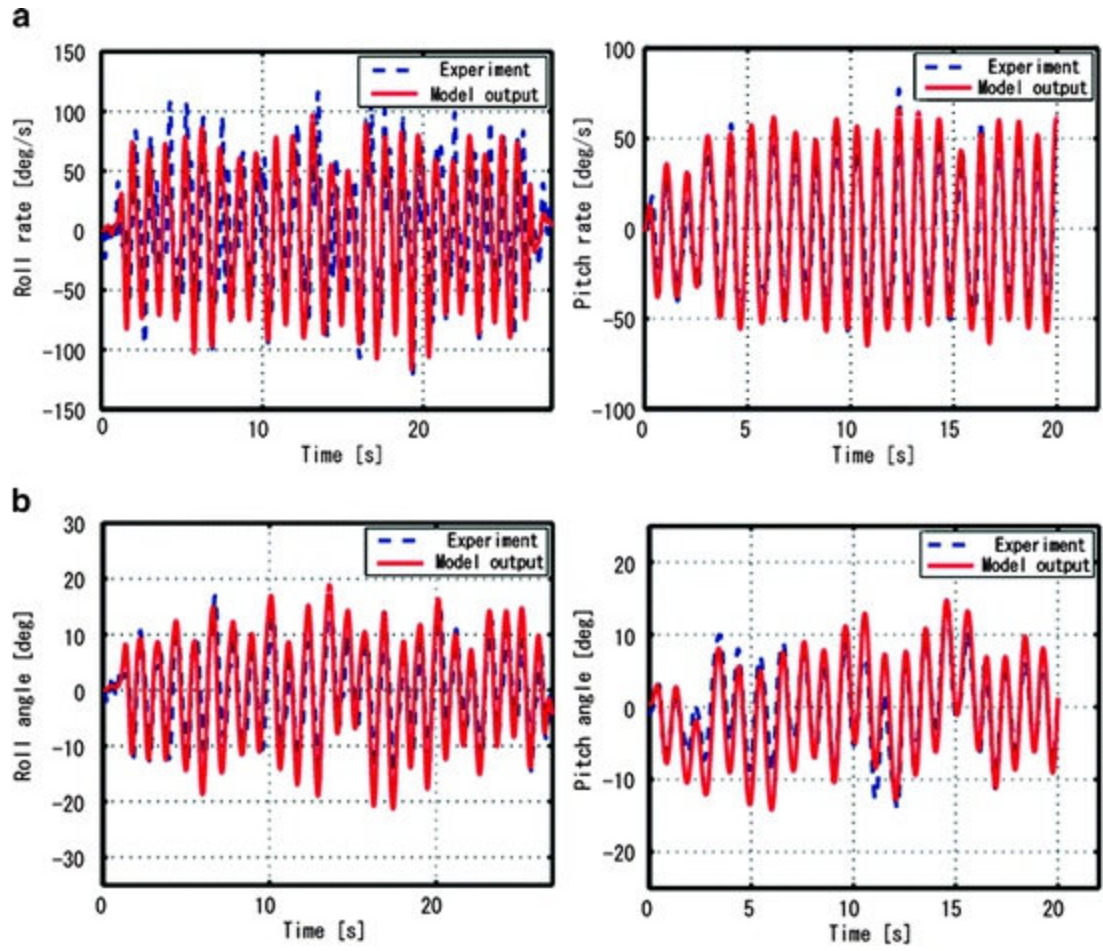 a
150
100
50
0
-50
-100
-150
Roll rate [deg/s]
Experiment
Model output
0 10 20
Time [s]
100
50
0
-50
-100
Pitch rate [deg/s]
Experiment
Model output
0 5 10 15 20
Time [s]
b
30
20
10
0
-10
-20
-30
Roll angle [deg]
Experiment
Model output
0 10 20
Time [s]
20
10
0
-10
-20
Pitch angle [deg]
Experiment
Model output
0 5 10 15 20
Time [s]